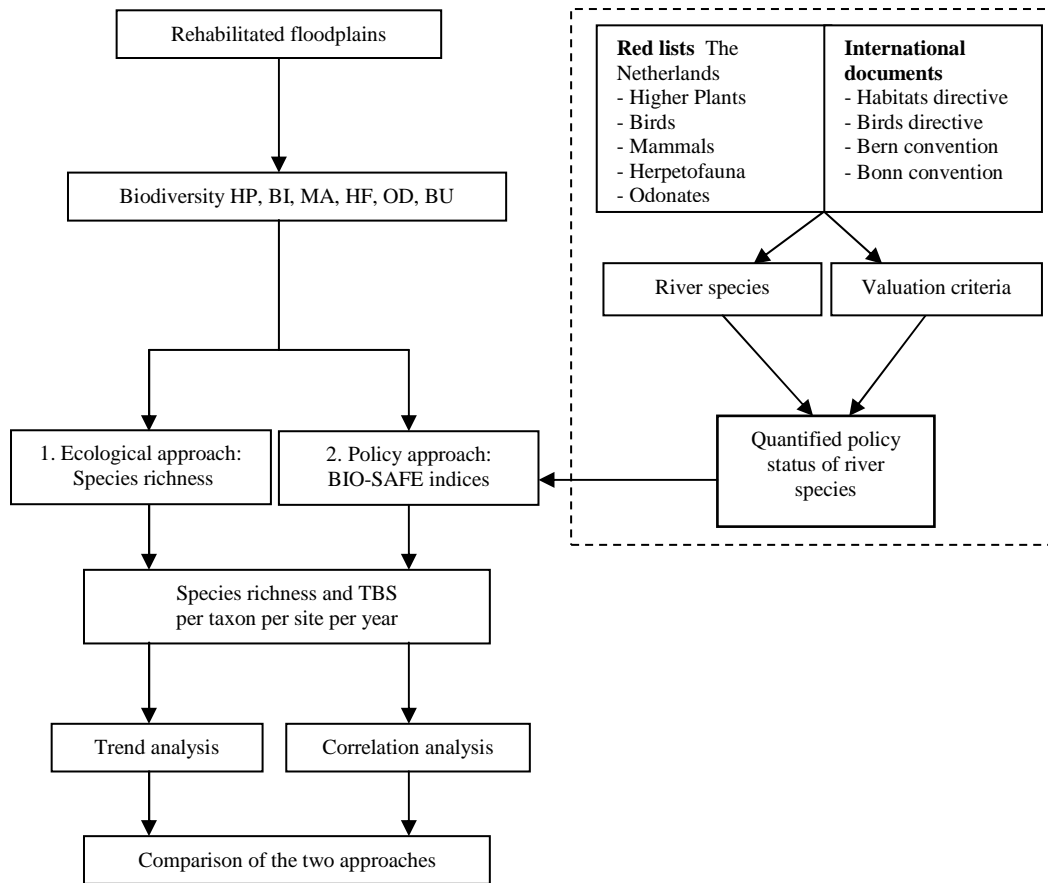 Rehabilitated floodplains
Biodiversity HP, BI, MA, HF, OD, BU
1. Ecological approach:
Species richness
2. Policy approach:
BIO-SAFE indices
Species richness and TBS
per taxon per site per year
Trend analysis
Correlation analysis
Comparison of the two approaches
Red lists The
Netherlands
- Higher Plants
- Birds
- Mammals
- Herpetofauna
- Odonates
International
documents
- Habitats directive
- Birds directive
- Bern convention
- Bonn convention
River species
Valuation criteria
Quantified policy
status of river
species